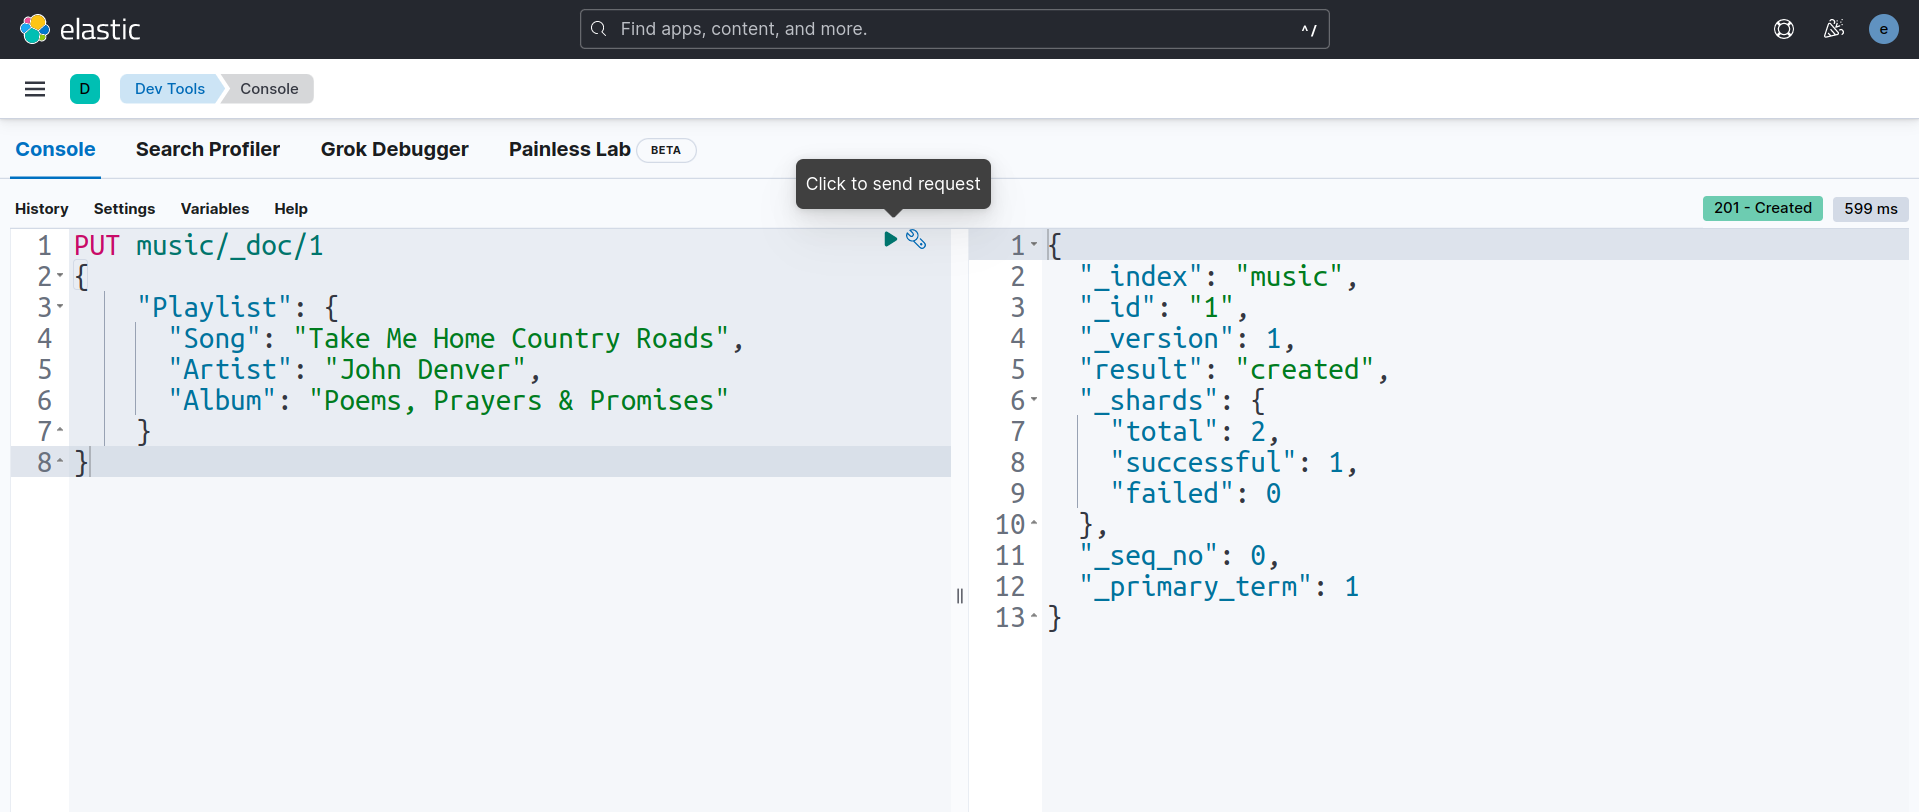 elastic
Find apps, content, and more.
^/
e
D
Dev Tools
Console
Console
Search Profiler
Grok Debugger
Painless Lab
BETA
Click to send request
History
Settings
Variables
Help
201 - Created
599 ms
1 PUT music/_doc/1
2 {
3 "Playlist": {
4 "Song": "Take Me Home Country Roads",
5 "Artist": "John Denver",
6 "Album": "Poems, Prayers & Promises"
7 }
8 }
1 {
2 "_index": "music",
3 "_id": "1",
4 "_version": 1,
5 "result": "created",
6 "_shards": {
7 "total": 2,
8 "successful": 1,
9 "failed": 0
10 },
11 "_seq_no": 0,
12 "_primary_term": 1
13 }